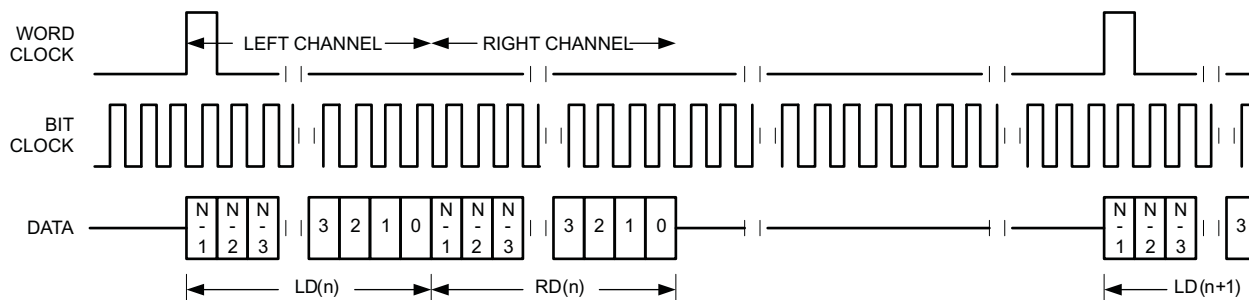 WORD
CLOCK
LEFT CHANNEL
RIGHT CHANNEL
BIT
CLOCK
DATA
N-1
N-2
N-3
3
2
1
0
N-1
N-2
N-3
3
2
1
0
N-1
N-2
N-3
3
LD(n)
RD(n)
LD(n+1)